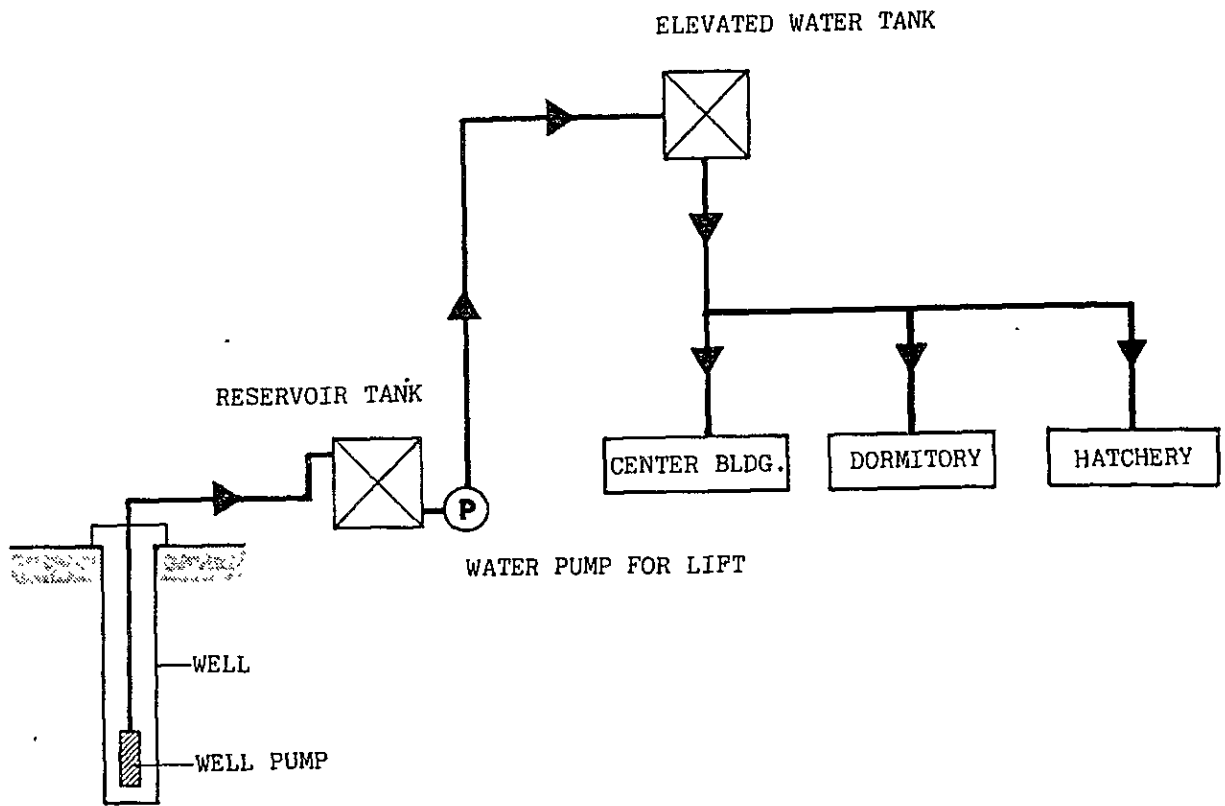 ELEVATED WATER TANK
RESERVOIR TANK
CENTER BLDG.
DORMITORY
HATCHERY
P
WATER PUMP FOR LIFT
WELL
WELL PUMP